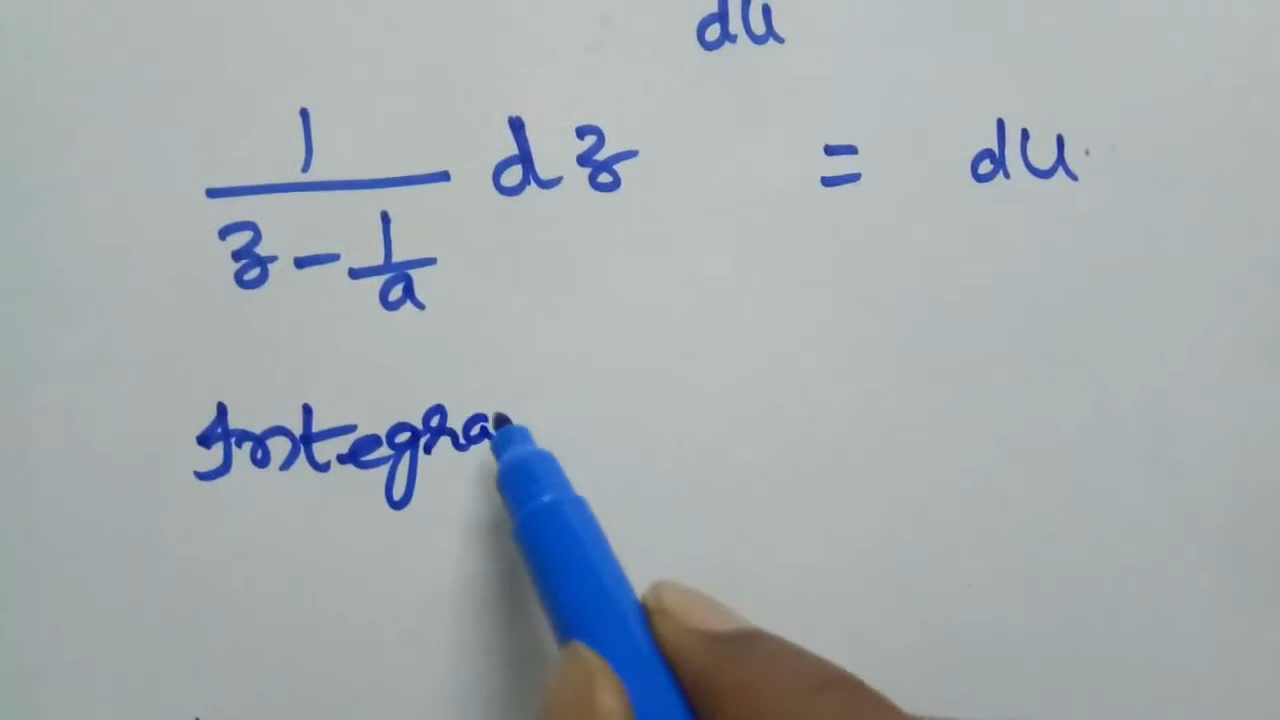 du
1/(z - 1/a) dz = du
Integra